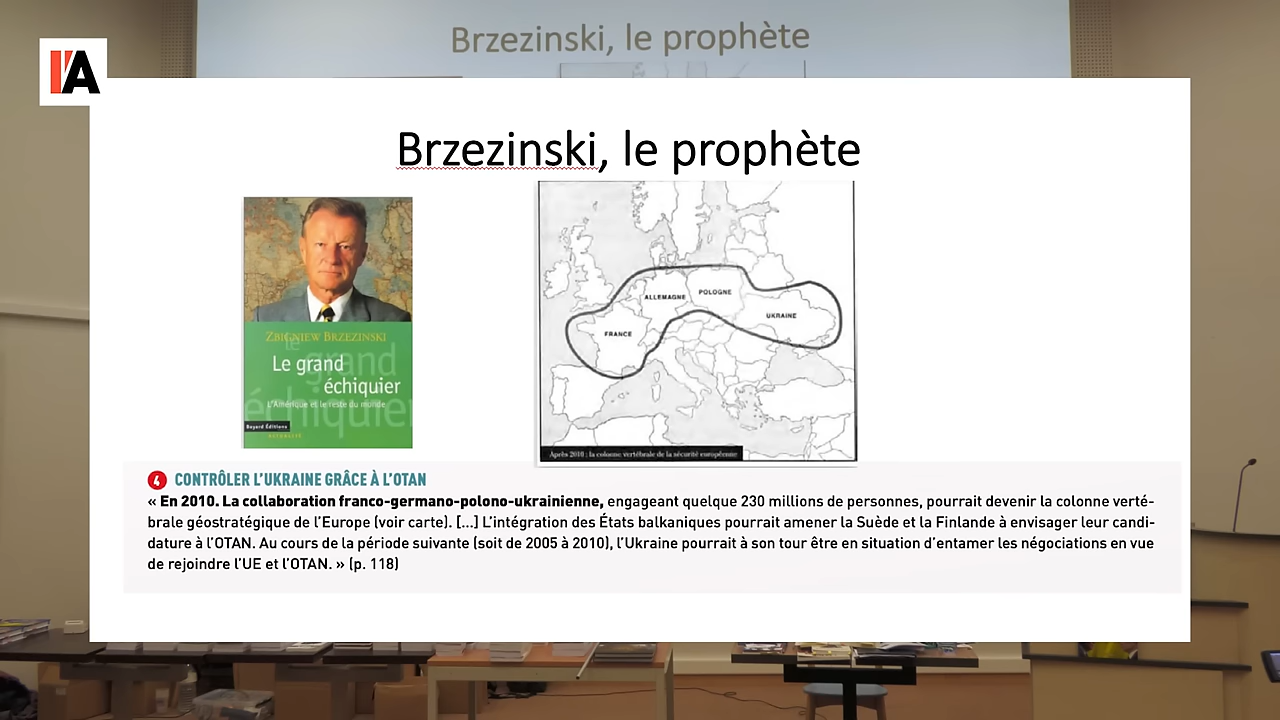 Brzezinski, le prophète
I'A
Brzezinski, le prophète
ZBIGNIEW BRZEZINSKI
Le grand
échiquier
L'Amérique et le reste du monde
Bayard Éditions
ACTUALITÉ
ALLEMAGNE
POLOGNE
UKRAINE
FRANCE
Après 2010 : la colonne vertébrale de la sécurité européenne
4 CONTRÔLER L'UKRAINE GRÂCE À L'OTAN
« En 2010. La collaboration franco-germano-polono-ukrainienne, engageant quelque 230 millions de personnes, pourrait devenir la colonne verté-
brale géostratégique de l'Europe (voir carte). [...] L'intégration des États balkaniques pourrait amener la Suède et la Finlande à envisager leur candi-
dature à l'OTAN. Au cours de la période suivante (soit de 2005 à 2010), l'Ukraine pourrait à son tour être en situation d'entamer les négociations en vue
de rejoindre l'UE et l'OTAN. » (p. 118)